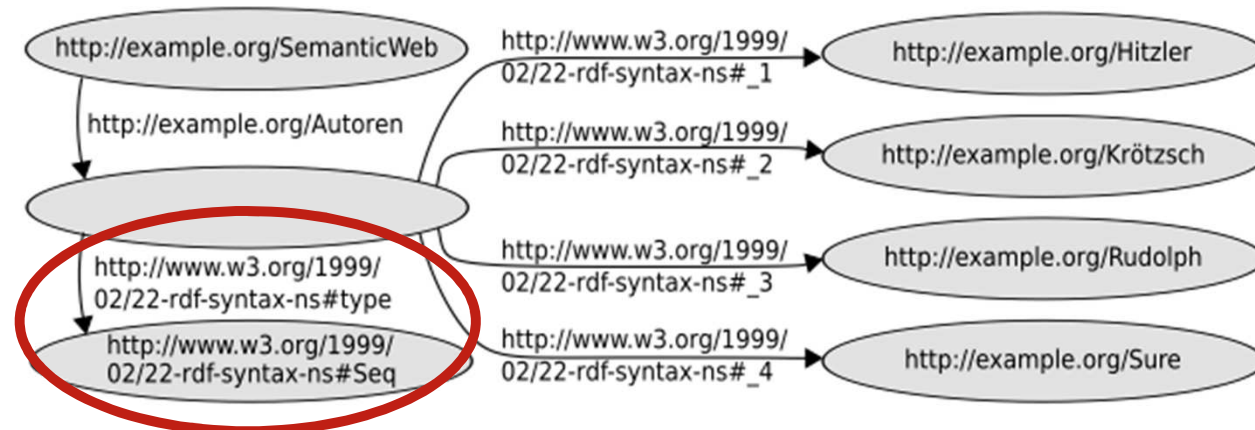 http://example.org/SemanticWeb
http://example.org/Autoren
http://www.w3.org/1999/
02/22-rdf-syntax-ns#type
http://www.w3.org/1999/
02/22-rdf-syntax-ns#Seq
http://www.w3.org/1999/
02/22-rdf-syntax-ns#_1
http://example.org/Hitzler
http://www.w3.org/1999/
02/22-rdf-syntax-ns#_2
http://example.org/Krötzsch
http://www.w3.org/1999/
02/22-rdf-syntax-ns#_3
http://example.org/Rudolph
http://www.w3.org/1999/
02/22-rdf-syntax-ns#_4
http://example.org/Sure